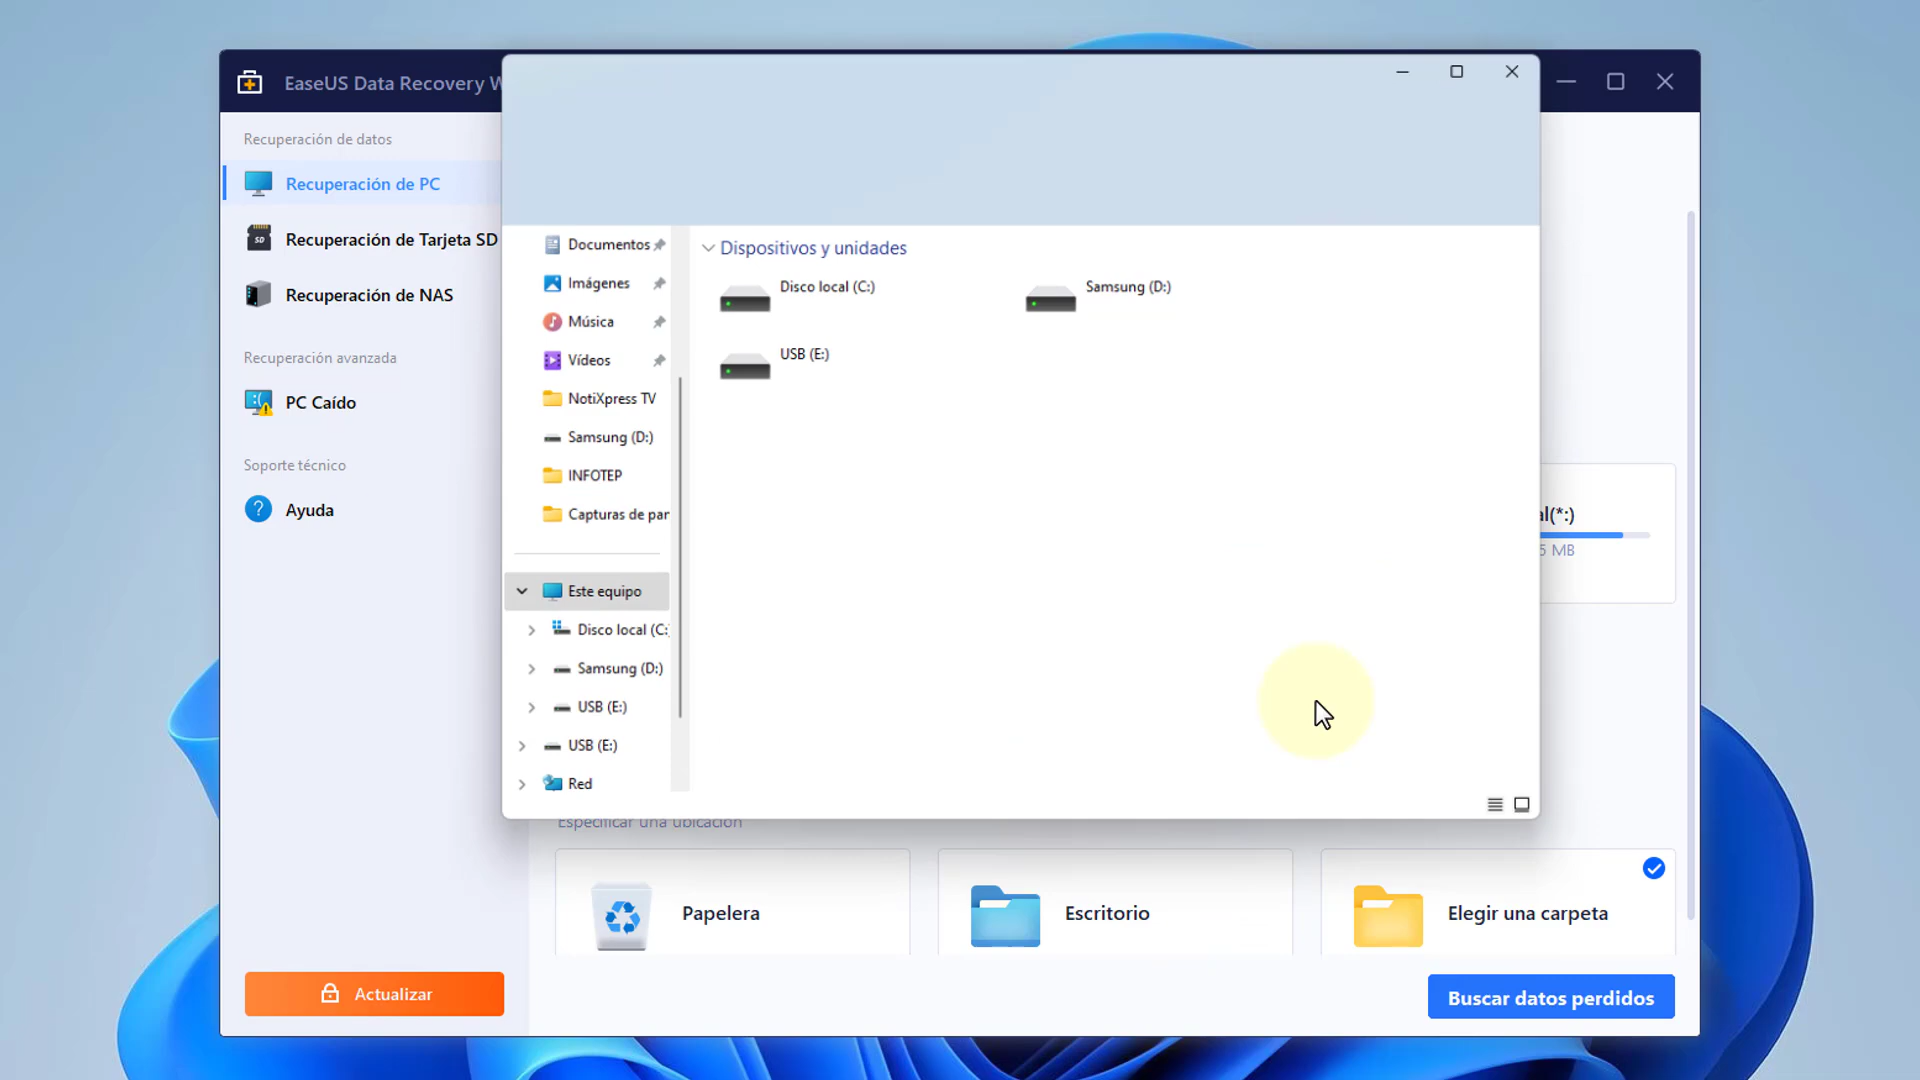 EaseUS Data Recovery
Recuperación de datos
Recuperación de PC
Recuperación de Tarjeta SD
Recuperación de NAS
Recuperación avanzada
PC Caído
Soporte técnico
Ayuda
Actualizar
Documentos
Imágenes
Música
Vídeos
NotiXpress TV
Samsung (D:)
INFOTEP
Capturas de par
Este equipo
Disco local (C:
Samsung (D:)
USB (E:)
USB (E:)
Red
Dispositivos y unidades
Disco local (C:)
Samsung (D:)
USB (E:)
al(*:)
5 MB
Especificar una ubicación
Papelera
Escritorio
Elegir una carpeta
Buscar datos perdidos